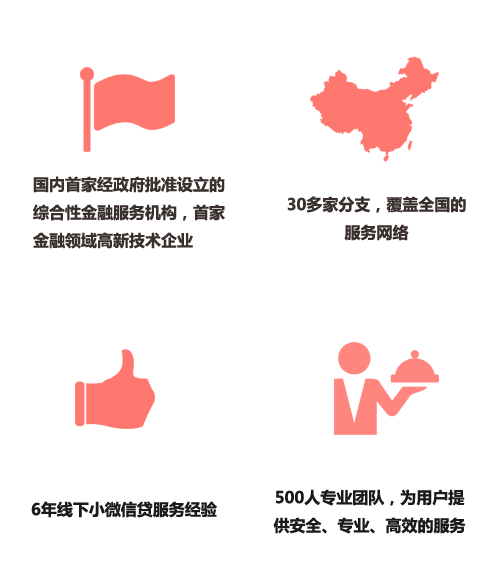 国内首家经政府批准设立的
综合性金融服务机构，首家
金融领域高新技术企业
30多家分支，覆盖全国的
服务网络
6年线下小微信贷服务经验
500人专业团队，为用户提
供安全、专业、高效的服务